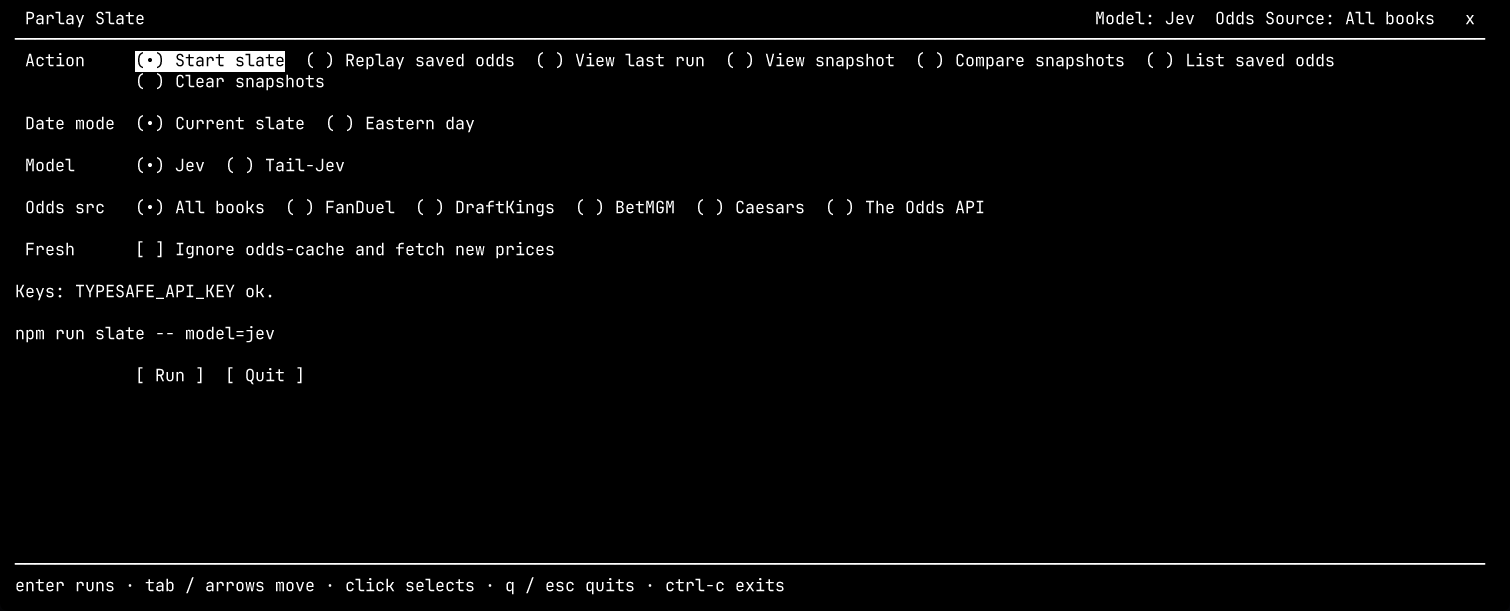 Parlay Slate Model: Jev Odds Source: All books x
Action (•) Start slate ( ) Replay saved odds ( ) View last run ( ) View snapshot ( ) Compare snapshots ( ) List saved odds
( ) Clear snapshots
Date mode (•) Current slate ( ) Eastern day
Model (•) Jev ( ) Tail-Jev
Odds src (•) All books ( ) FanDuel ( ) DraftKings ( ) BetMGM ( ) Caesars ( ) The Odds API
Fresh [ ] Ignore odds-cache and fetch new prices
Keys: TYPESAFE_API_KEY ok.
npm run slate -- model=jev
[ Run ] [ Quit ]
enter runs · tab / arrows move · click selects · q / esc quits · ctrl-c exits